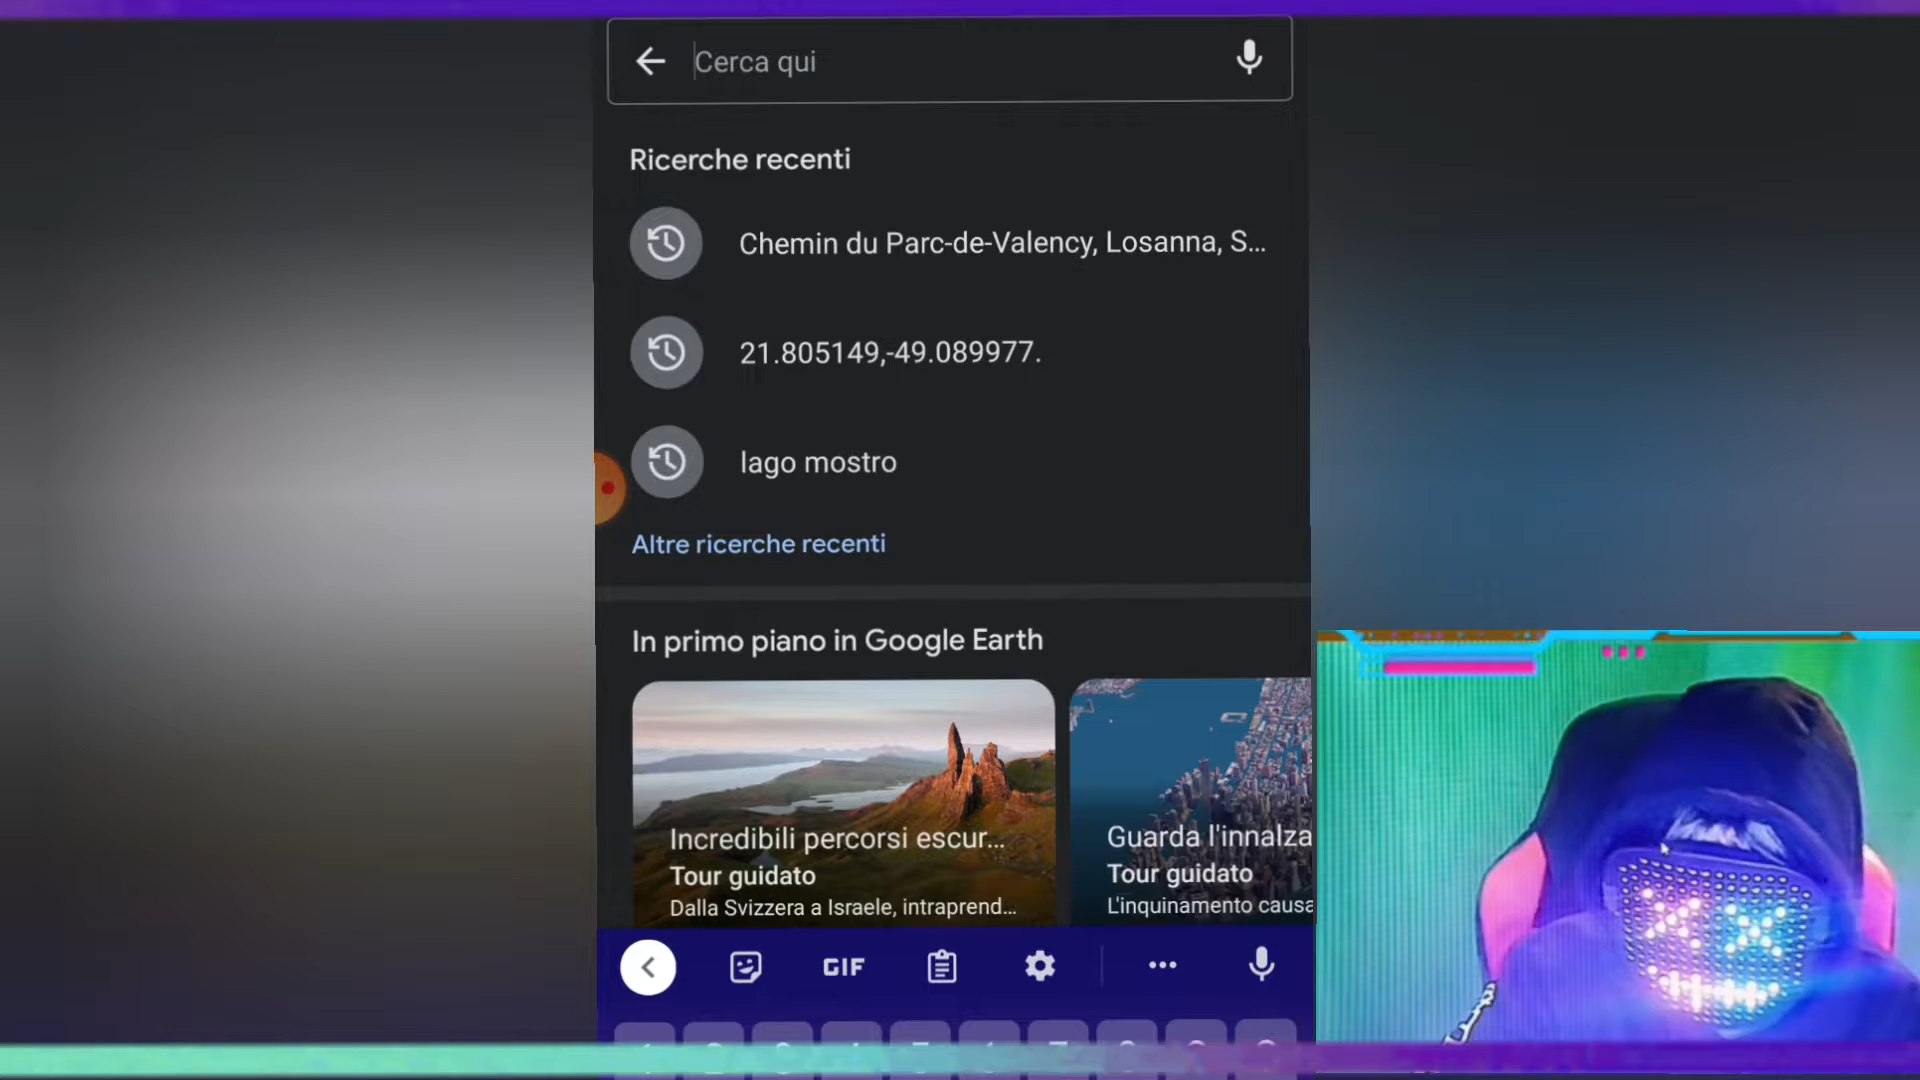 Cerca qui
Ricerche recenti
Chemin du Parc-de-Valency, Losanna, S...
21.805149,-49.089977.
lago mostro
Altre ricerche recenti
In primo piano in Google Earth
Incredibili percorsi escur...
Tour guidato
Dalla Svizzera a Israele, intraprend...
Guarda l'innalza
Tour guidato
L'inquinamento causa
GIF